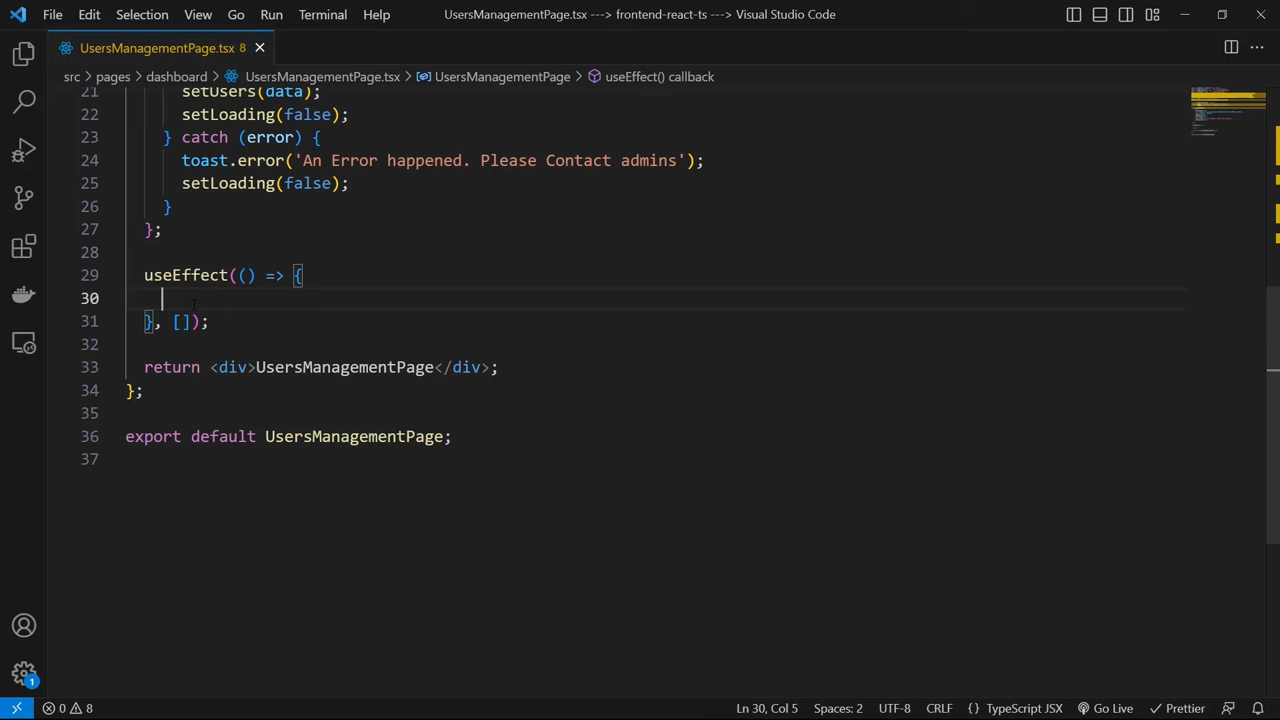 File Edit Selection View Go Run Terminal Help UsersManagementPage.tsx ---> frontend-react-ts ---> Visual Studio Code
UsersManagementPage.tsx 8
src > pages > dashboard > UsersManagementPage.tsx > UsersManagementPage > useEffect() callback
21 setUsers(data);
22 setLoading(false);
23 } catch (error) {
24 toast.error('An Error happened. Please Contact admins');
25 setLoading(false);
26 }
27 };
28
29 useEffect(() => {
30
31 }, []);
32
33 return <div>UsersManagementPage</div>;
34 };
35
36 export default UsersManagementPage;
37
1
0 8 Ln 30, Col 5 Spaces: 2 UTF-8 CRLF {} TypeScript JSX Go Live Prettier